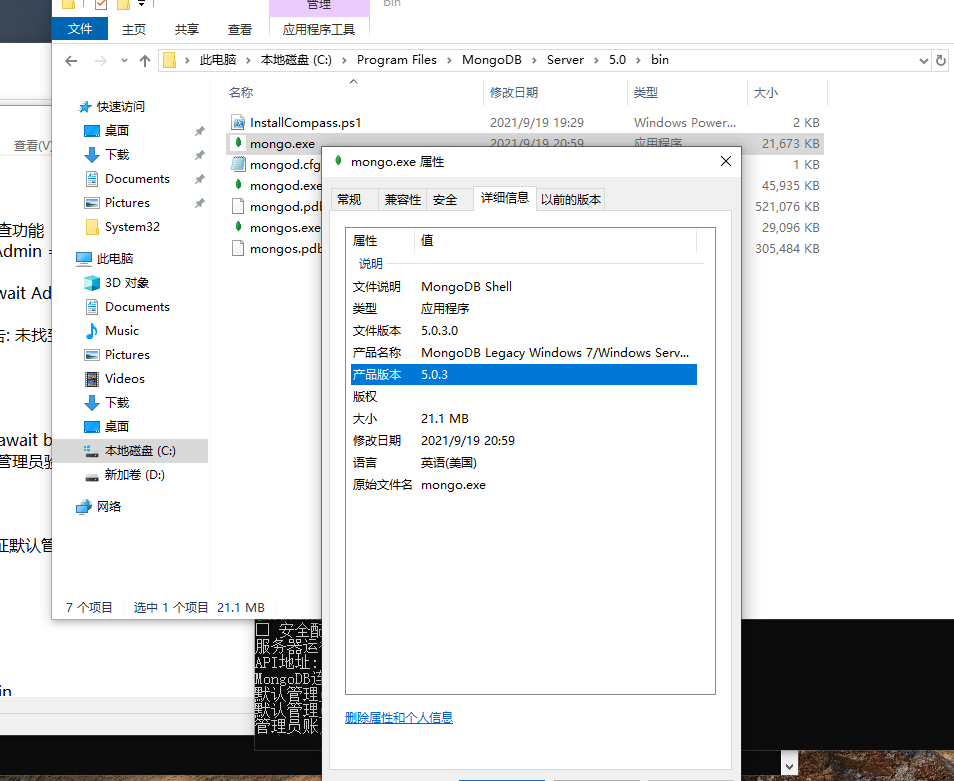 管理
bin
文件
主页
共享
查看
应用程序工具
此电脑 › 本地磁盘 (C:) › Program Files › MongoDB › Server › 5.0 › bin
名称
修改日期
类型
大小
快速访问
桌面
下载
Documents
Pictures
System32
此电脑
3D 对象
Documents
Music
Pictures
Videos
下载
桌面
本地磁盘 (C:)
新加卷 (D:)
网络
InstallCompass.ps1 2021/9/19 19:29 Windows Power... 2 KB
mongo.exe 2021/9/19 20:59 应用程序 21,673 KB
mongod.cfg 1 KB
mongod.exe 45,935 KB
mongod.pdb 521,076 KB
mongos.exe 29,096 KB
mongos.pdb 305,484 KB
7 个项目 选中 1 个项目 21.1 MB
mongo.exe 属性
常规 兼容性 安全 详细信息 以前的版本
属性 值
说明
文件说明 MongoDB Shell
类型 应用程序
文件版本 5.0.3.0
产品名称 MongoDB Legacy Windows 7/Windows Serv...
产品版本 5.0.3
版权
大小 21.1 MB
修改日期 2021/9/19 20:59
语言 英语(美国)
原始文件名 mongo.exe
删除属性和个人信息
查看(V)
查功能
Admin =
wait Ad
告: 未找到
await b
管理员验
证默认管
in
安全配
服务器运行
API地址:
MongoDB连
默认管理
默认管理
管理员账